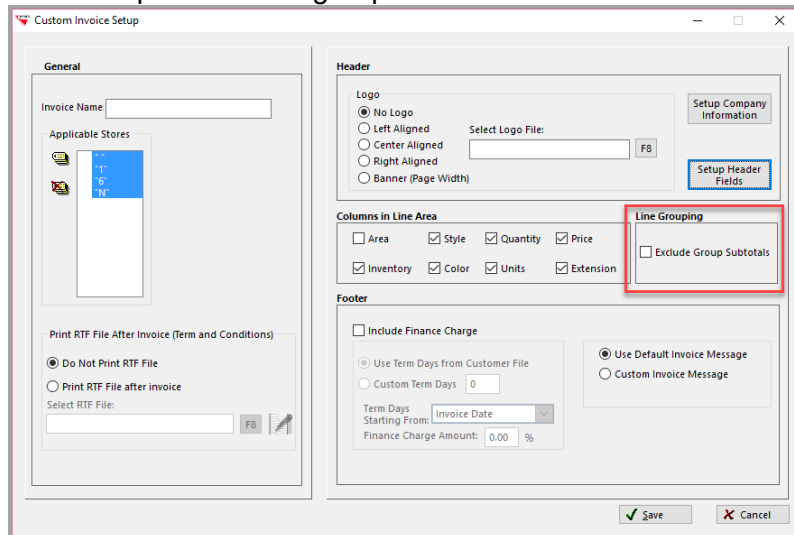 Custom Invoice Setup
General
Invoice Name:
Applicable Stores
" "
"1"
"6"
"N"
Print RTF File After Invoice (Term and Conditions)
Do Not Print RTF File
Print RTF File after invoice
Select RTF File:
F8
Header
Logo
No Logo
Left Aligned
Center Aligned
Right Aligned
Banner (Page Width)
Select Logo File:
F8
Setup Company
Information
Setup Header
Fields
Columns in Line Area
Area Style Quantity Price
Inventory Color Units Extension
Line Grouping
Exclude Group Subtotals
Footer
Include Finance Charge
Use Term Days from Customer File
Custom Term Days 0
Term Days
Starting From: Invoice Date
Finance Charge Amount: 0.00 %
Use Default Invoice Message
Custom Invoice Message
Save Cancel